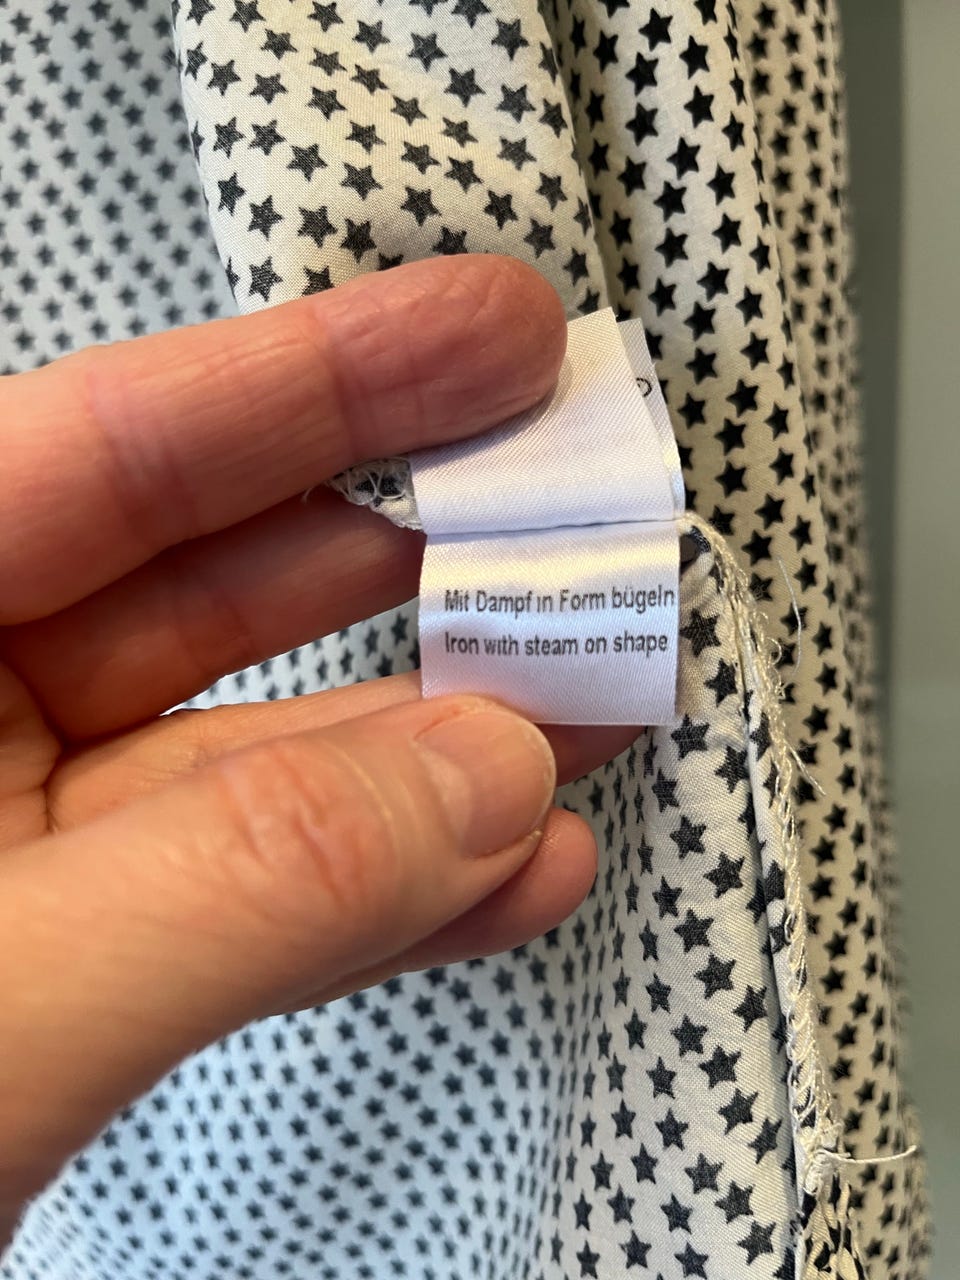 Mit Dampf in Form bügeln
Iron with steam on shape